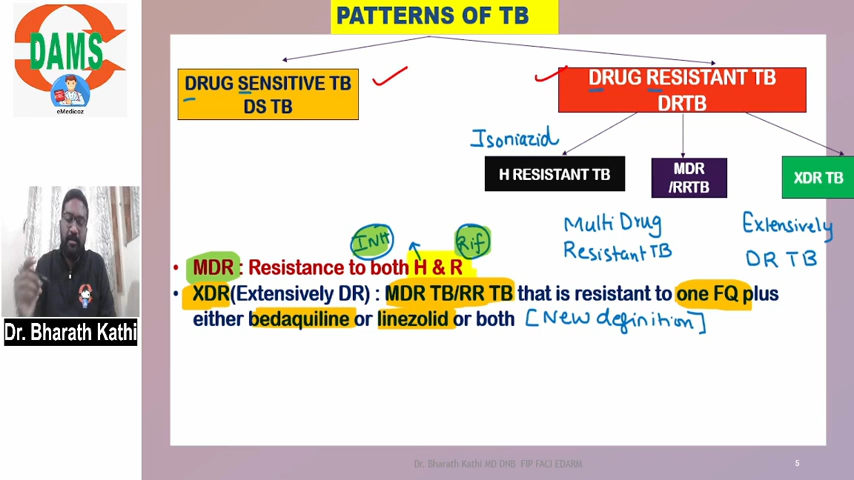 PATTERNS OF TB
DAMS
eMedicoz
DRUG SENSITIVE TB
DS TB
DRUG RESISTANT TB
DRTB
Isoniazid
H RESISTANT TB
MDR
/RRTB
XDR TB
Multi Drug
Resistant TB
Extensively
DR TB
INH
Rif
• MDR : Resistance to both H & R
• XDR(Extensively DR) : MDR TB/RR TB that is resistant to one FQ plus
either bedaquiline or linezolid or both [New definition]
Dr. Bharath Kathi
Dr. Bharath Kathi MD DNB FIP FACI EDARM
5